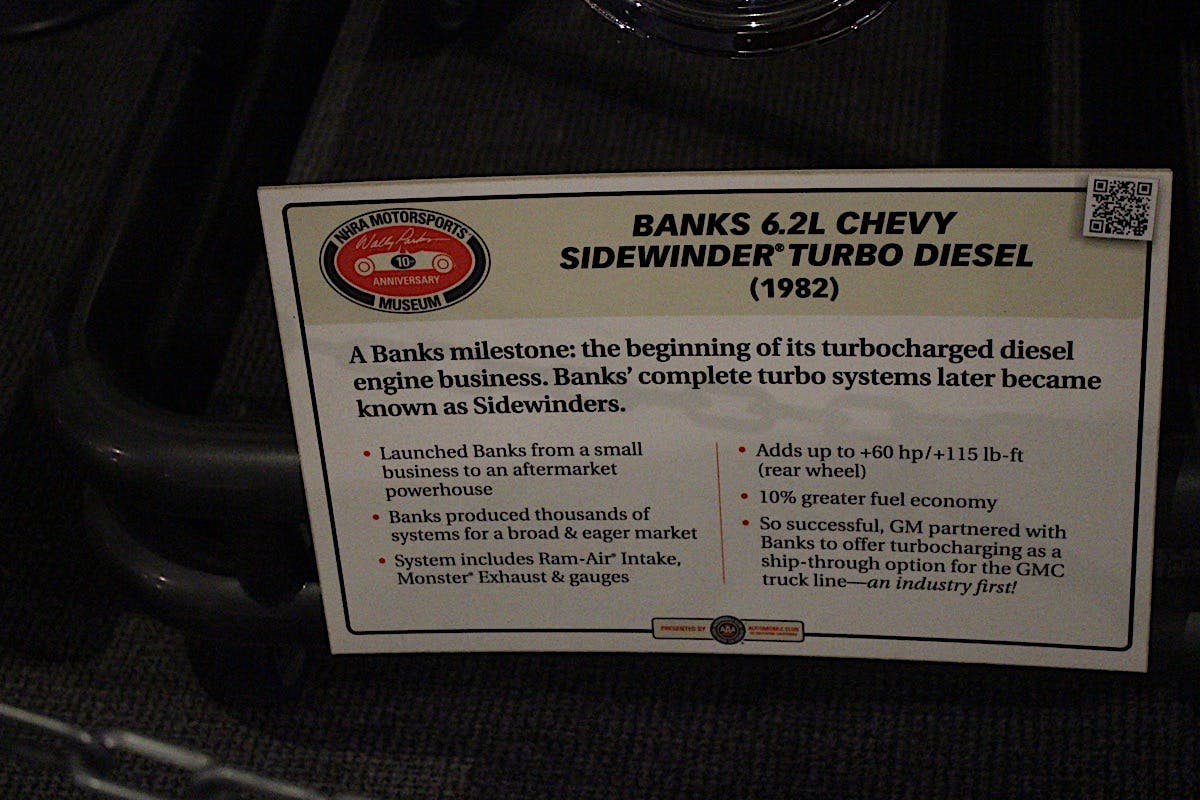 NHRA MOTORSPORTS
Wally Parks
10th
ANNIVERSARY
MUSEUM
BANKS 6.2L CHEVY
SIDEWINDER® TURBO DIESEL
(1982)
A Banks milestone: the beginning of its turbocharged diesel
engine business. Banks’ complete turbo systems later became
known as Sidewinders.
• Launched Banks from a small
business to an aftermarket
powerhouse
• Banks produced thousands of
systems for a broad & eager market
• System includes Ram-Air® Intake,
Monster® Exhaust & gauges
• Adds up to +60 hp/+115 lb-ft
(rear wheel)
• 10% greater fuel economy
• So successful, GM partnered with
Banks to offer turbocharging as a
ship-through option for the GMC
truck line—an industry first!
PRESENTED BY
AUTOMOBILE CLUB